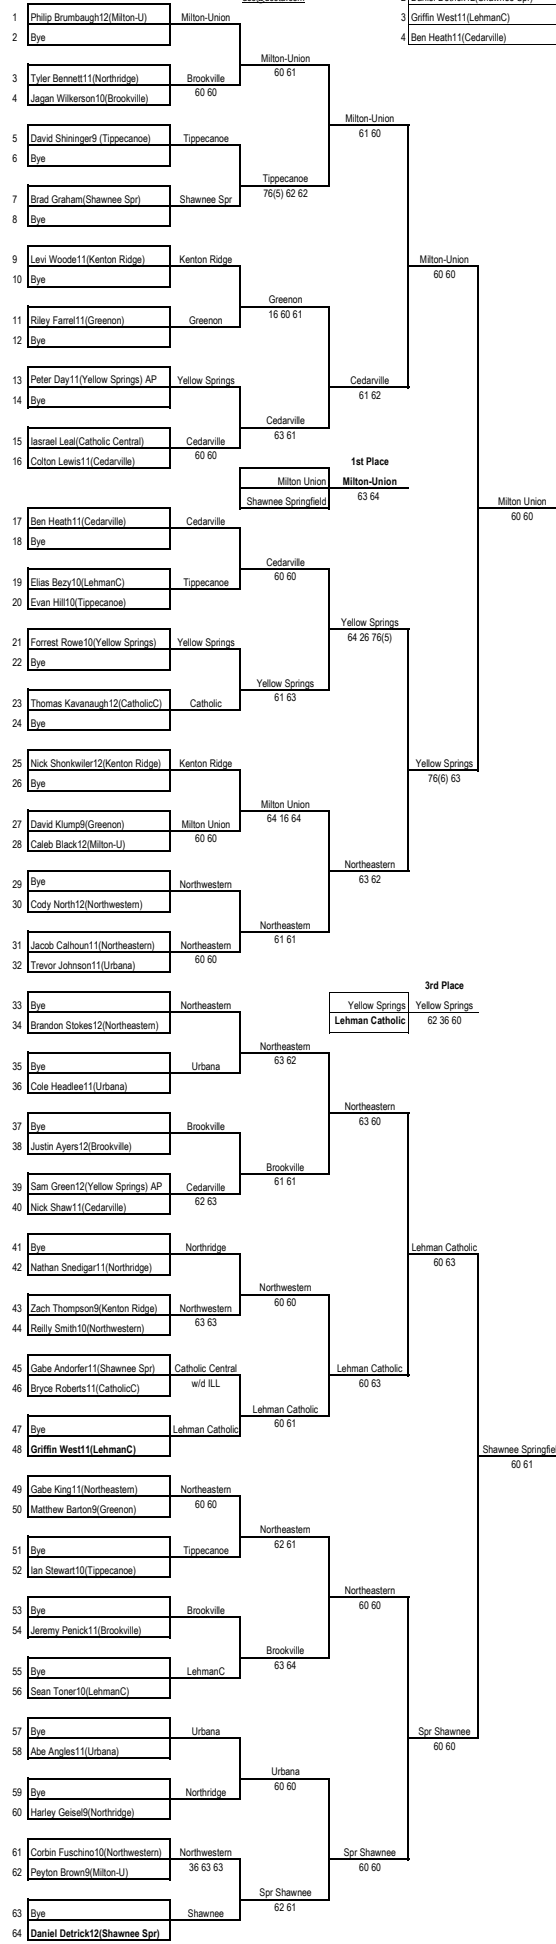 3 Griffin West11(LehmanC)
4 Ben Heath11(Cedarville)
1 Philip Brumbaugh12(Milton-U) Milton-Union
2 Bye
Milton-Union
60 61
3 Tyler Bennett11(Northridge) Brookville
4 Jagan Wilkerson10(Brookville) 60 60
Milton-Union
61 60
5 David Shininger9 (Tippecanoe) Tippecanoe
6 Bye
Tippecanoe
76(5) 62 62
7 Brad Graham(Shawnee Spr) Shawnee Spr
8 Bye
9 Levi Woode11(Kenton Ridge) Kenton Ridge Milton-Union
10 Bye 60 60
Greenon
16 60 61
11 Riley Farrel11(Greenon) Greenon
12 Bye
13 Peter Day11(Yellow Springs) AP Yellow Springs Cedarville
14 Bye 61 62
Cedarville
63 61
15 Iasrael Leal(Catholic Central) Cedarville
16 Colton Lewis11(Cedarville) 60 60
1st Place
Milton Union Milton-Union
Shawnee Springfield 63 64
Milton Union
60 60
17 Ben Heath11(Cedarville) Cedarville
18 Bye
Cedarville
60 60
19 Elias Bezy10(LehmanC) Tippecanoe
20 Evan Hill10(Tippecanoe)
Yellow Springs
64 26 76(5)
21 Forrest Rowe10(Yellow Springs) Yellow Springs
22 Bye
Yellow Springs
61 63
23 Thomas Kavanaugh12(CatholicC) Catholic
24 Bye
25 Nick Shonkwiler12(Kenton Ridge) Kenton Ridge Yellow Springs
26 Bye 76(6) 63
Milton Union
64 16 64
27 David Klump9(Greenon) Milton Union
28 Caleb Black12(Milton-U) 60 60
Northeastern
63 62
29 Bye Northwestern
30 Cody North12(Northwestern)
Northeastern
61 61
31 Jacob Calhoun11(Northeastern) Northeastern
32 Trevor Johnson11(Urbana) 60 60
3rd Place
33 Bye Northeastern Yellow Springs Yellow Springs
34 Brandon Stokes12(Northeastern) Lehman Catholic 62 36 60
Northeastern
63 62
35 Bye Urbana
36 Cole Headlee11(Urbana)
Northeastern
63 60
37 Bye Brookville
38 Justin Ayers12(Brookville)
Brookville
61 61
39 Sam Green12(Yellow Springs) AP Cedarville
40 Nick Shaw11(Cedarville) 62 63
41 Bye Northridge Lehman Catholic
42 Nathan Snedigar11(Northridge) 60 63
Northwestern
60 60
43 Zach Thompson9(Kenton Ridge) Northwestern
44 Reilly Smith10(Northwestern) 63 63
45 Gabe Andorfer11(Shawnee Spr) Catholic Central Lehman Catholic
46 Bryce Roberts11(CatholicC) w/d ILL 60 63
Lehman Catholic
60 61
47 Bye Lehman Catholic
48 Griffin West11(LehmanC)
Shawnee Springfiel
60 61
49 Gabe King11(Northeastern) Northeastern
50 Matthew Barton9(Greenon) 60 60
Northeastern
62 61
51 Bye Tippecanoe
52 Ian Stewart10(Tippecanoe)
Northeastern
60 60
53 Bye Brookville
54 Jeremy Penick11(Brookville)
Brookville
63 64
55 Bye LehmanC
56 Sean Toner10(LehmanC)
57 Bye Urbana Spr Shawnee
58 Abe Angles11(Urbana) 60 60
Urbana
60 60
59 Bye Northridge
60 Harley Geisel9(Northridge)
61 Corbin Fuschino10(Northwestern) Northwestern Spr Shawnee
62 Peyton Brown9(Milton-U) 36 63 63 60 60
Spr Shawnee
62 61
63 Bye Shawnee
64 Daniel Detrick12(Shawnee Spr)